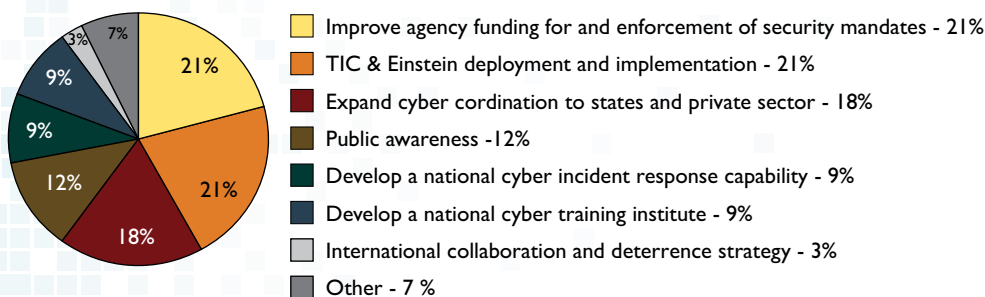 Improve agency funding for and enforcement of security mandates - 21%
TIC & Einstein deployment and implementation - 21%
Expand cyber cordination to states and private sector - 18%
Public awareness -12%
Develop a national cyber incident response capability - 9%
Develop a national cyber training institute - 9%
International collaboration and deterrence strategy - 3%
Other - 7 %
21%
21%
18%
12%
9%
9%
3%
7%